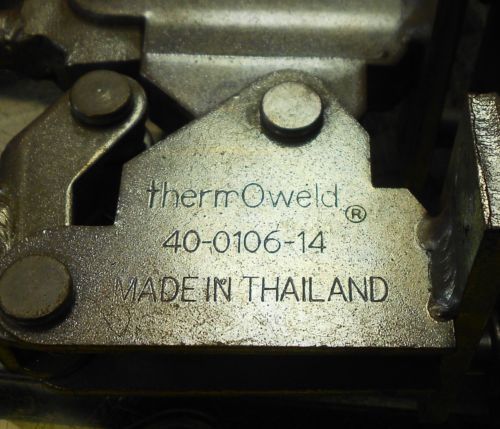 thermOweld®
40-0106-14
MADE IN THAILAND